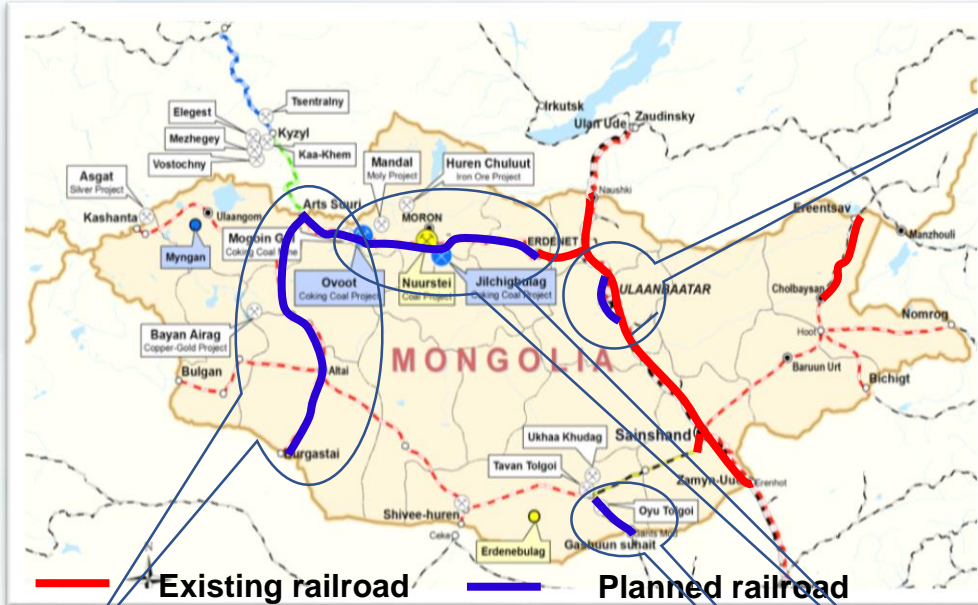 Irkutsk
Ulan Ude
Zaudinsky
Tsentralny
Elegest
Kyzyl
Mezhegey
Kaa-Khem
Vostochny
Mandal
Moly Project
Huren Chuluut
Iron Ore Project
Asgat
Silver Project
Naushki
Arts Suuri
Kashanta
Ulaangom
MORON
Ereentsav
Manzhouli
Mogoin G
Coking Coal
ERDENET
Myngan
Ovoot
Coking Coal Project
Nuurstei
Coal Project
Jilchigbulag
Coking Coal Project
ULAANBAATAR
Cholbaysan
Nomrog
Hoot
Bayan Airag
Copper-Gold Project
MONGOLIA
Baruun Urt
Bulgan
Altai
Bichigt
Ukhaa Khudag
Sainshand
Burgastai
Tavan Tolgoi
Zamyn-Uud
Erenhot
Shivee-huren
Oyu Tolgoi
Ceke
Gashuun suhait
Erdenebulag
N
Existing railroad
Planned railroad